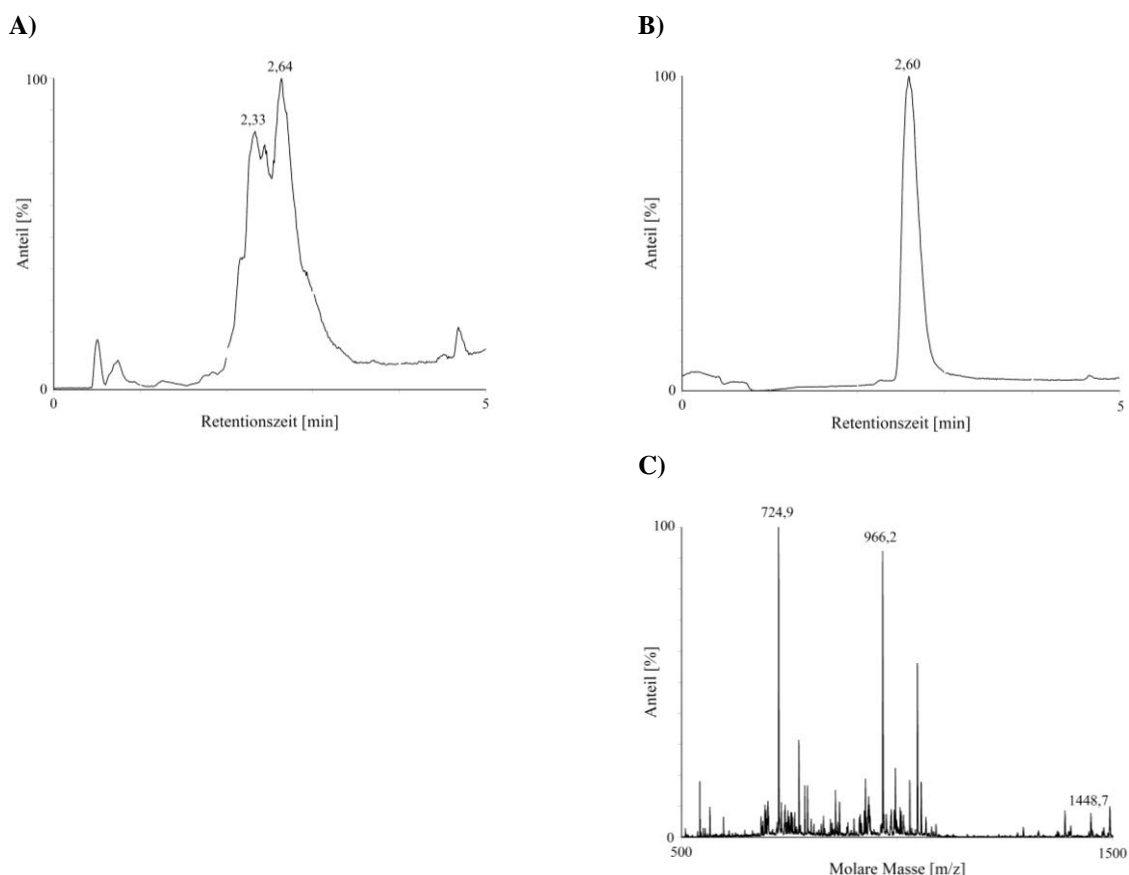 A)
100
2,64
2,33
Anteil [%]
0
0
5
Retentionszeit [min]
B)
100
2,60
Anteil [%]
0
0
5
Retentionszeit [min]
C)
100
724,9
966,2
1448,7
Anteil [%]
0
500
1500
Molare Masse [m/z]